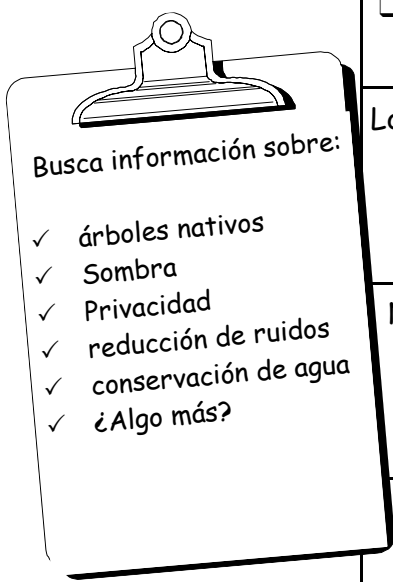 Busca información sobre:
✓ árboles nativos
✓ Sombra
✓ Privacidad
✓ reducción de ruidos
✓ conservación de agua
✓ ¿Algo más?